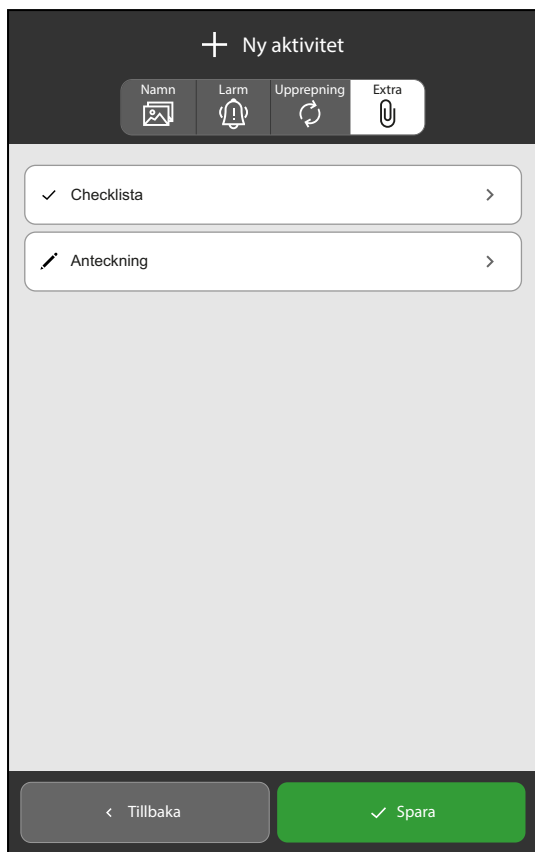 Ny aktivitet
Namn Larm Upprepning Extra
Checklista
Anteckning
Tillbaka Spara